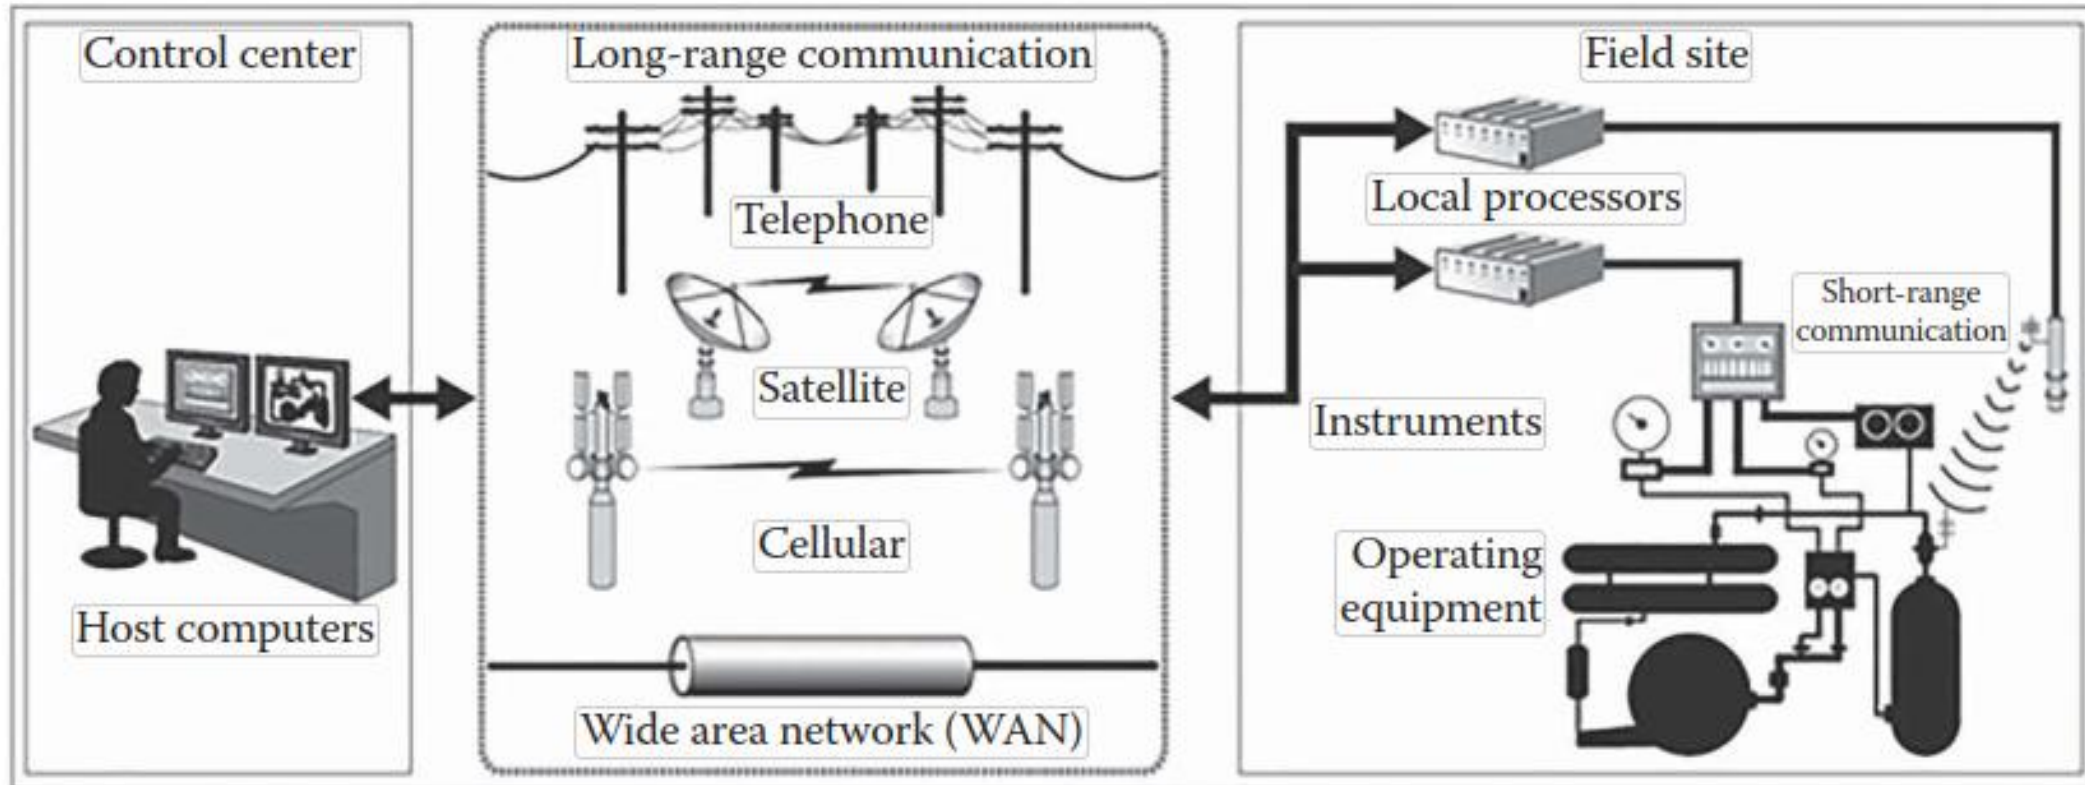 Control center
Host computers
Long-range communication
Telephone
Satellite
Cellular
Wide area network (WAN)
Field site
Local processors
Short-range
communication
Instruments
Operating
equipment